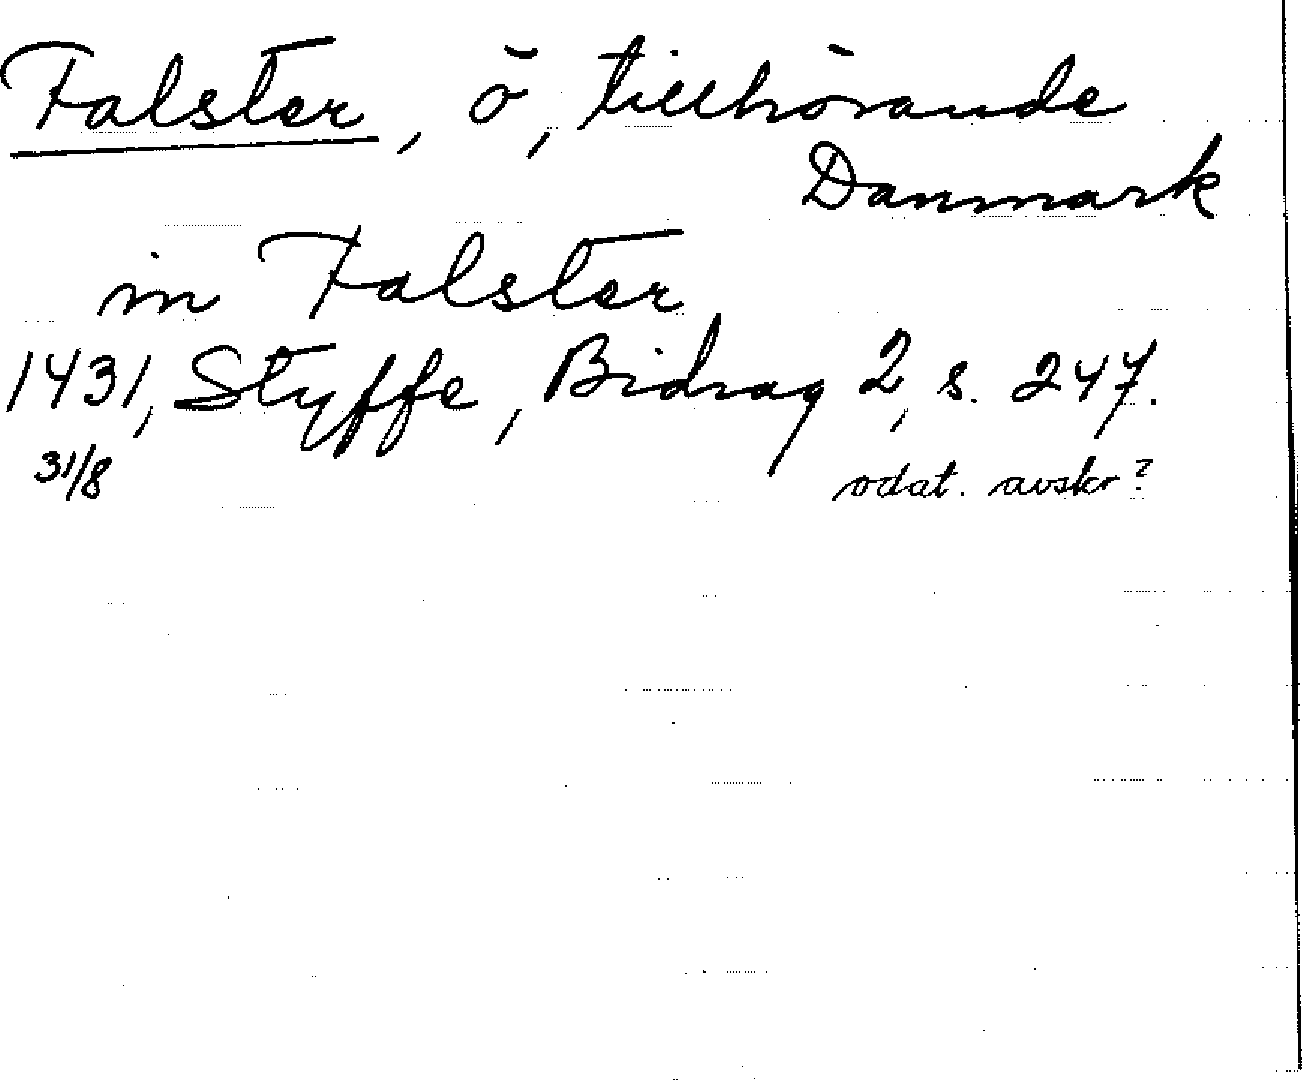 Falster, ö, tillhörande
Danmark
in Falster
1431, Styffe, Bidrag 2, s. 247.
31/8 odat. avskr?